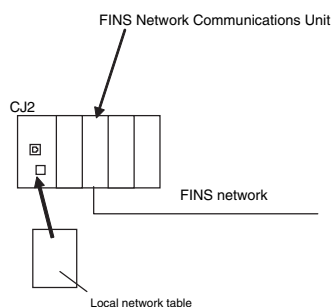 FINS Network Communications Unit
CJ2
FINS network
Local network table